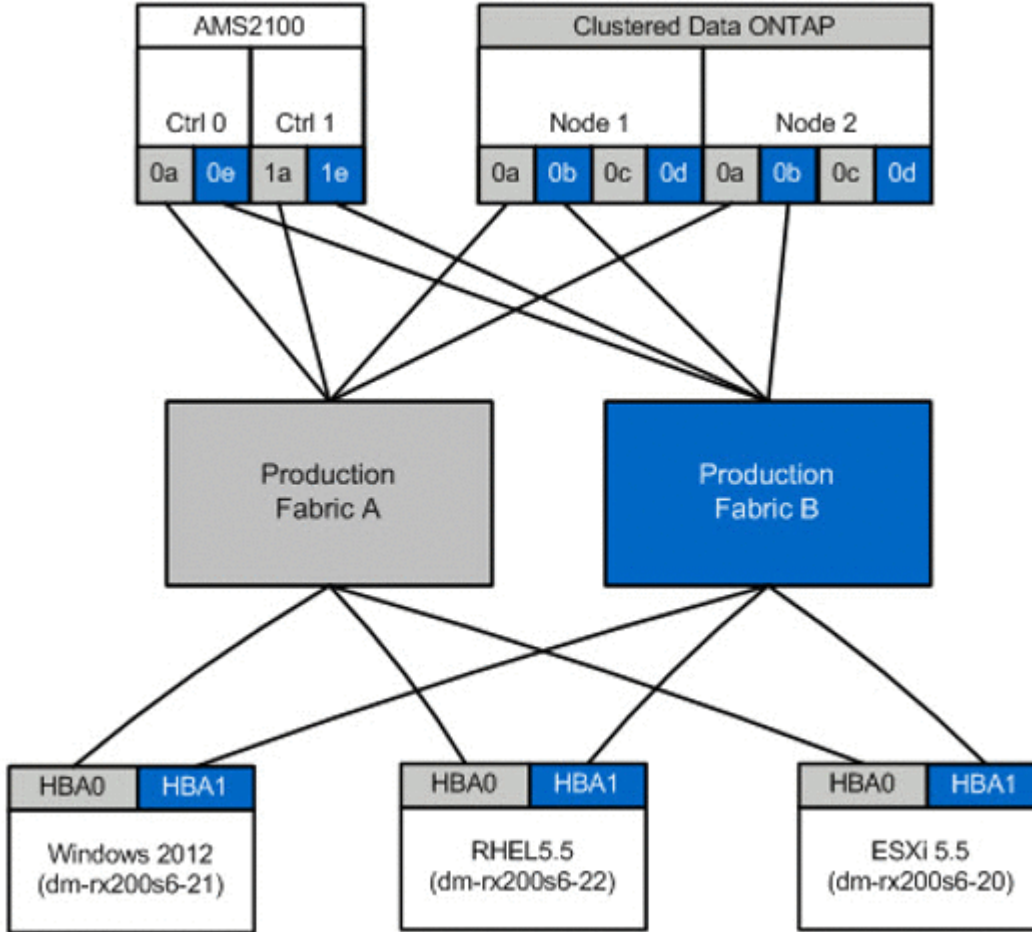 AMS2100
Clustered Data ONTAP
Ctrl 0
Ctrl 1
Node 1
Node 2
0a
0e
1a
1e
0a
0b
0c
0d
0a
0b
0c
0d
Production
Fabric A
Production
Fabric B
HBA0
HBA1
HBA0
HBA1
HBA0
HBA1
Windows 2012
(dm-rx200s6-21)
RHEL5.5
(dm-rx200s6-22)
ESXi 5.5
(dm-rx200s6-20)